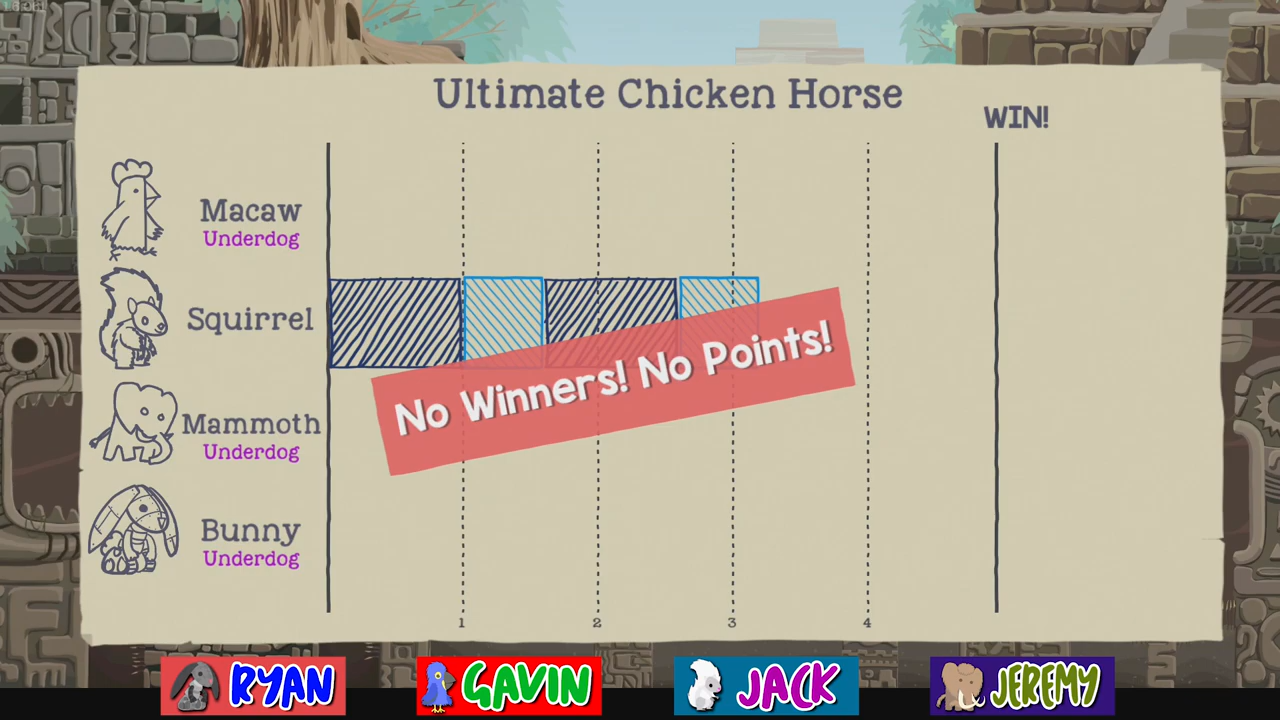 Ultimate Chicken Horse
WIN!
Macaw
Underdog
Squirrel
No Winners! No Points!
Mammoth
Underdog
Bunny
Underdog
1 2 3 4
RYAN GAVIN JACK JEREMY